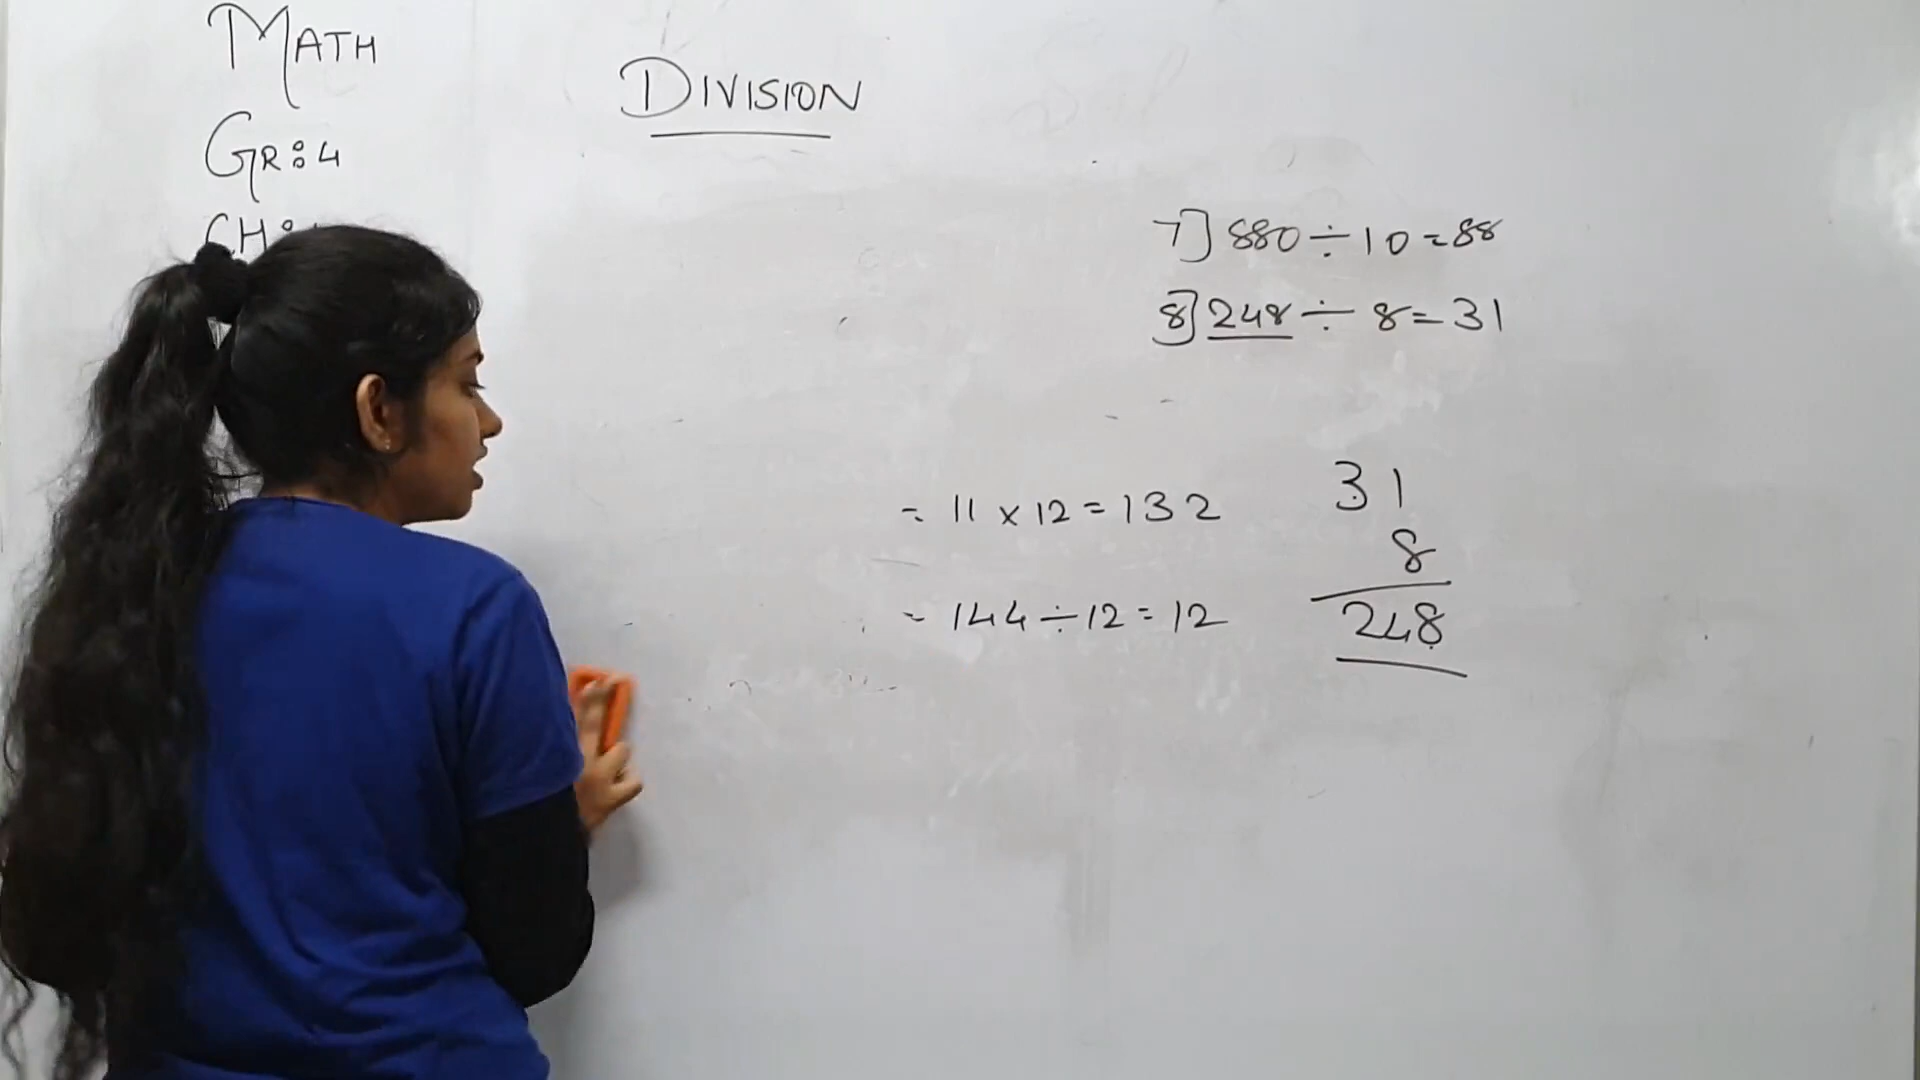 MATH
GR:4
CH:
DIVISION
7] 880 ÷ 10 = 88
8] 248 ÷ 8 = 31
= 11 × 12 = 132
= 144 ÷ 12 = 12
31
8
248